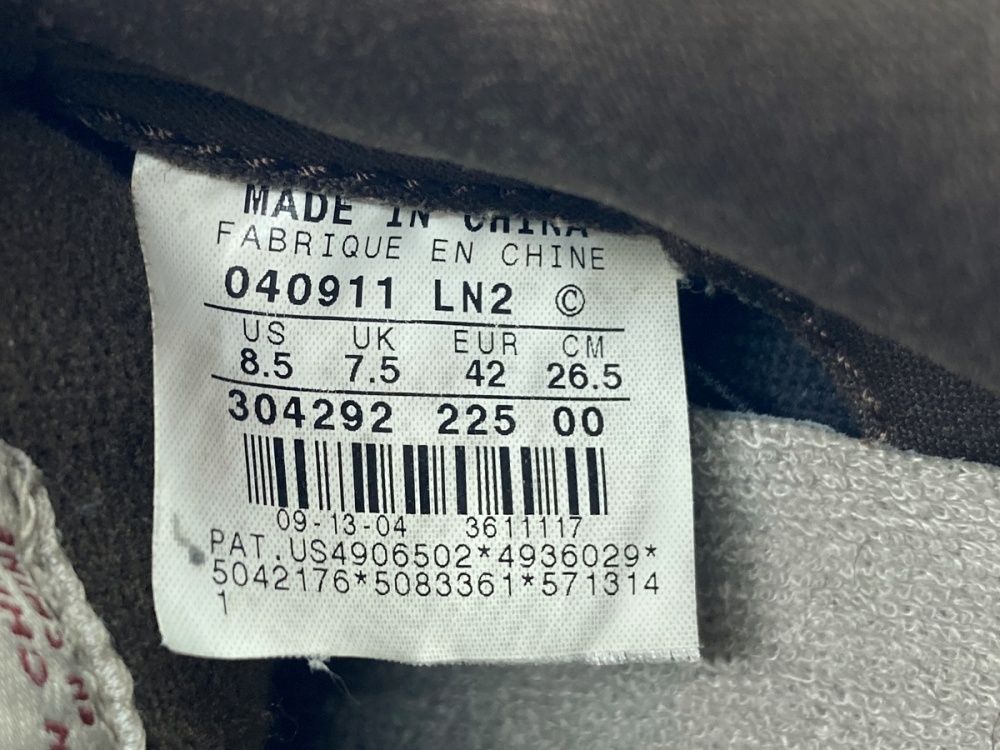 MADE IN CHINA
FABRIQUE EN CHINE
040911 LN2 ©
US UK EUR CM
8.5 7.5 42 26.5
304292 225 00
09-13-04 3611117
PAT.US4906502*4936029*
5042176*5083361*571314
1
CHINE